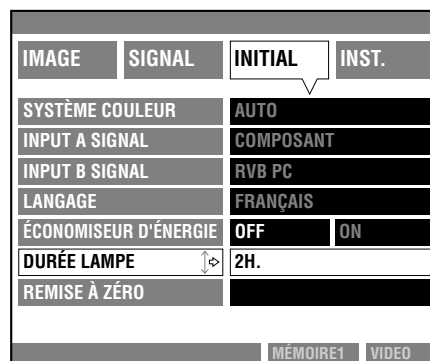 IMAGE SIGNAL INITIAL INST.
SYSTÈME COULEUR AUTO
INPUT A SIGNAL COMPOSANT
INPUT B SIGNAL RVB PC
LANGAGE FRANÇAIS
ÉCONOMISEUR D'ÉNERGIE OFF ON
DURÉE LAMPE 2H.
REMISE À ZÉRO
MÉMOIRE1 VIDEO